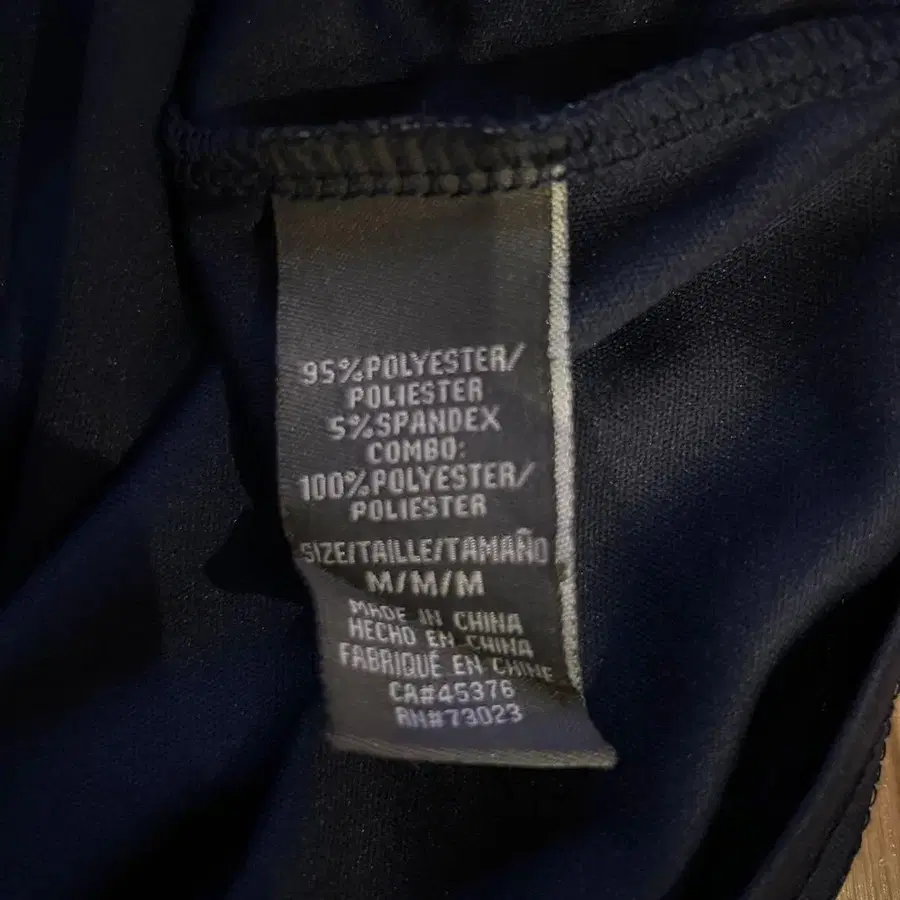 95%POLYESTER/
POLIESTER
5%SPANDEX
COMBO:
100%POLYESTER/
POLIESTER
SIZE/TAILLE/TAMAÑO
M/M/M
MADE IN CHINA
HECHO EN CHINA
FABRIQUÉ EN CHINE
CA#45376
RN#73023